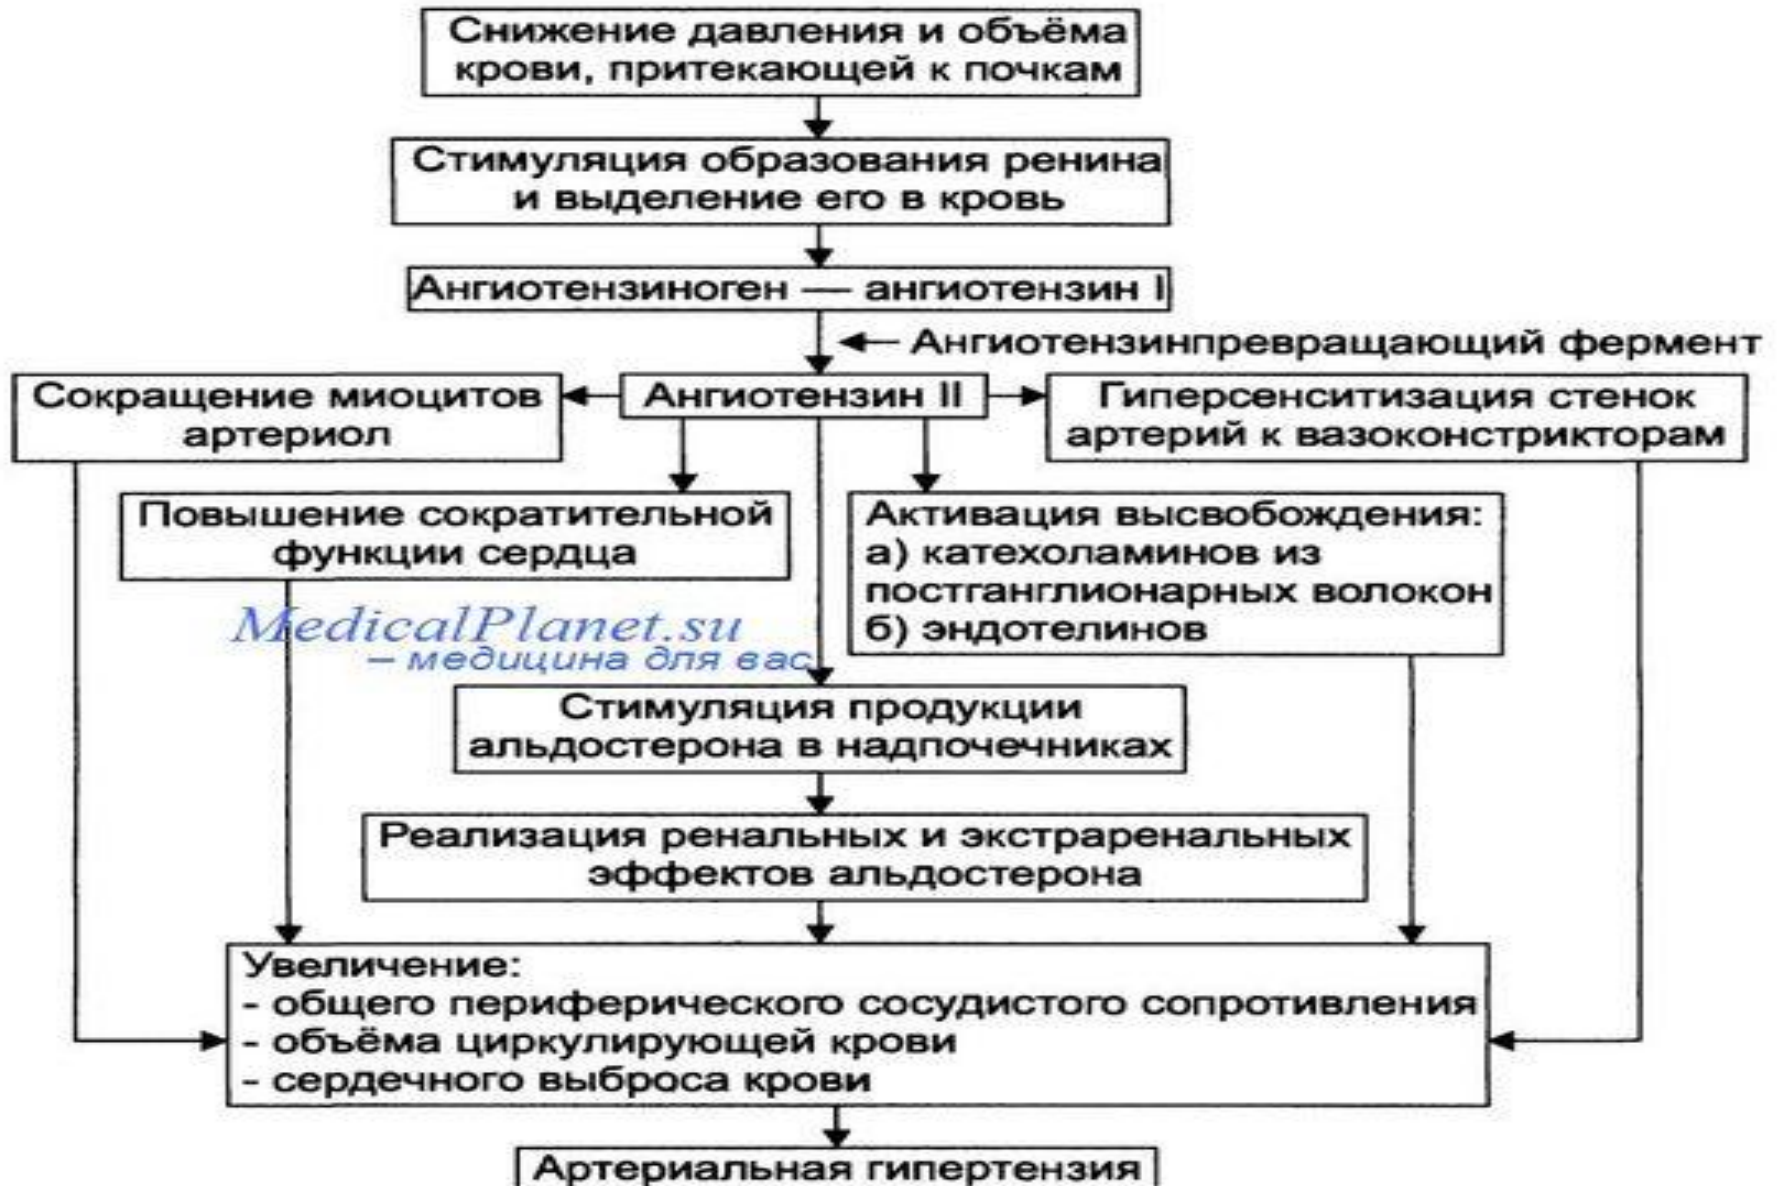 Снижение давления и объёма
крови, притекающей к почкам
Стимуляция образования ренина
и выделение его в кровь
Ангиотензиноген — ангиотензин I
Ангиотензинпревращающий фермент
Сокращение миоцитов
артериол
Ангиотензин II
Гиперсенситизация стенок
артерий к вазоконстрикторам
Повышение сократительной
функции сердца
Активация высвобождения:
а) катехоламинов из
постганглионарных волокон
б) эндотелинов
MedicalPlanet.su
– медицина для вас
Стимуляция продукции
альдостерона в надпочечниках
Реализация ренальных и экстраренальных
эффектов альдостерона
Увеличение:
- общего периферического сосудистого сопротивления
- объёма циркулирующей крови
- сердечного выброса крови
Артериальная гипертензия